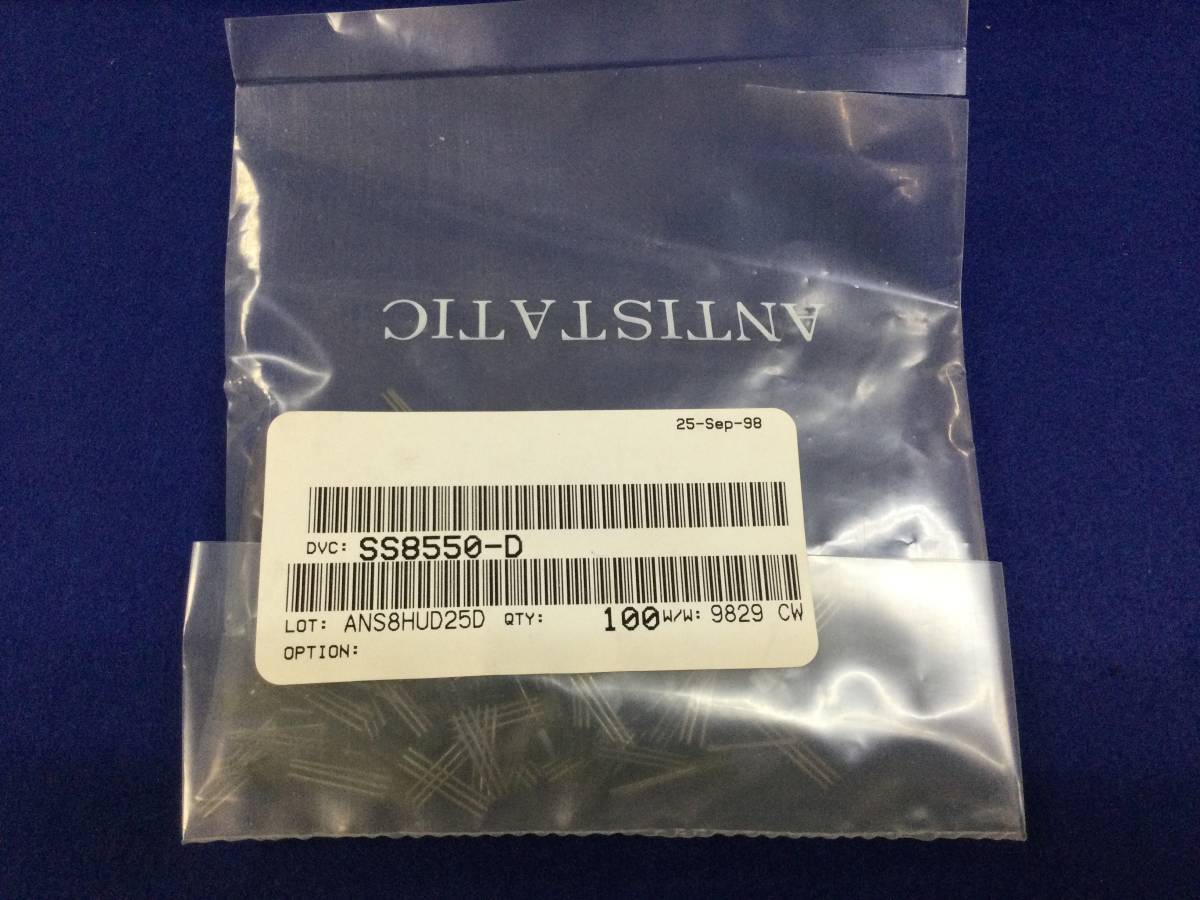 ANTISTATIC
25-Sep-98
DVC: SS8550-D
LOT: ANS8HUD25D QTY: 100 W/W: 9829 CW
OPTION: